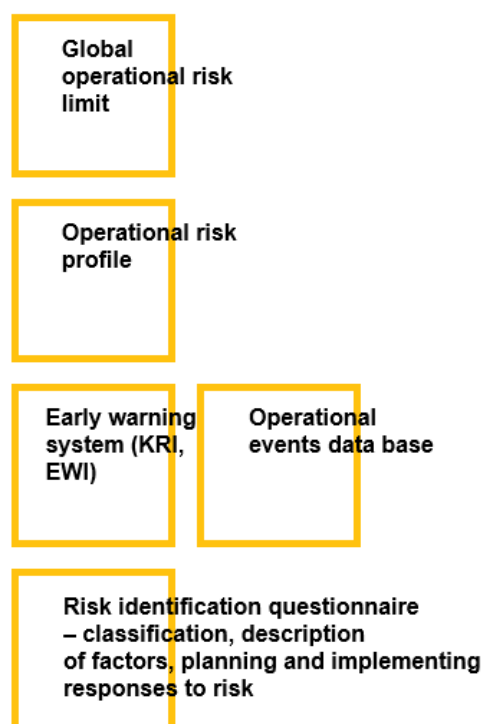 Global
operational risk
limit
Operational risk
profile
Early warning
system (KRI,
EWI)
Operational
events data base
Risk identification questionnaire
– classification, description
of factors, planning and implementing
responses to risk